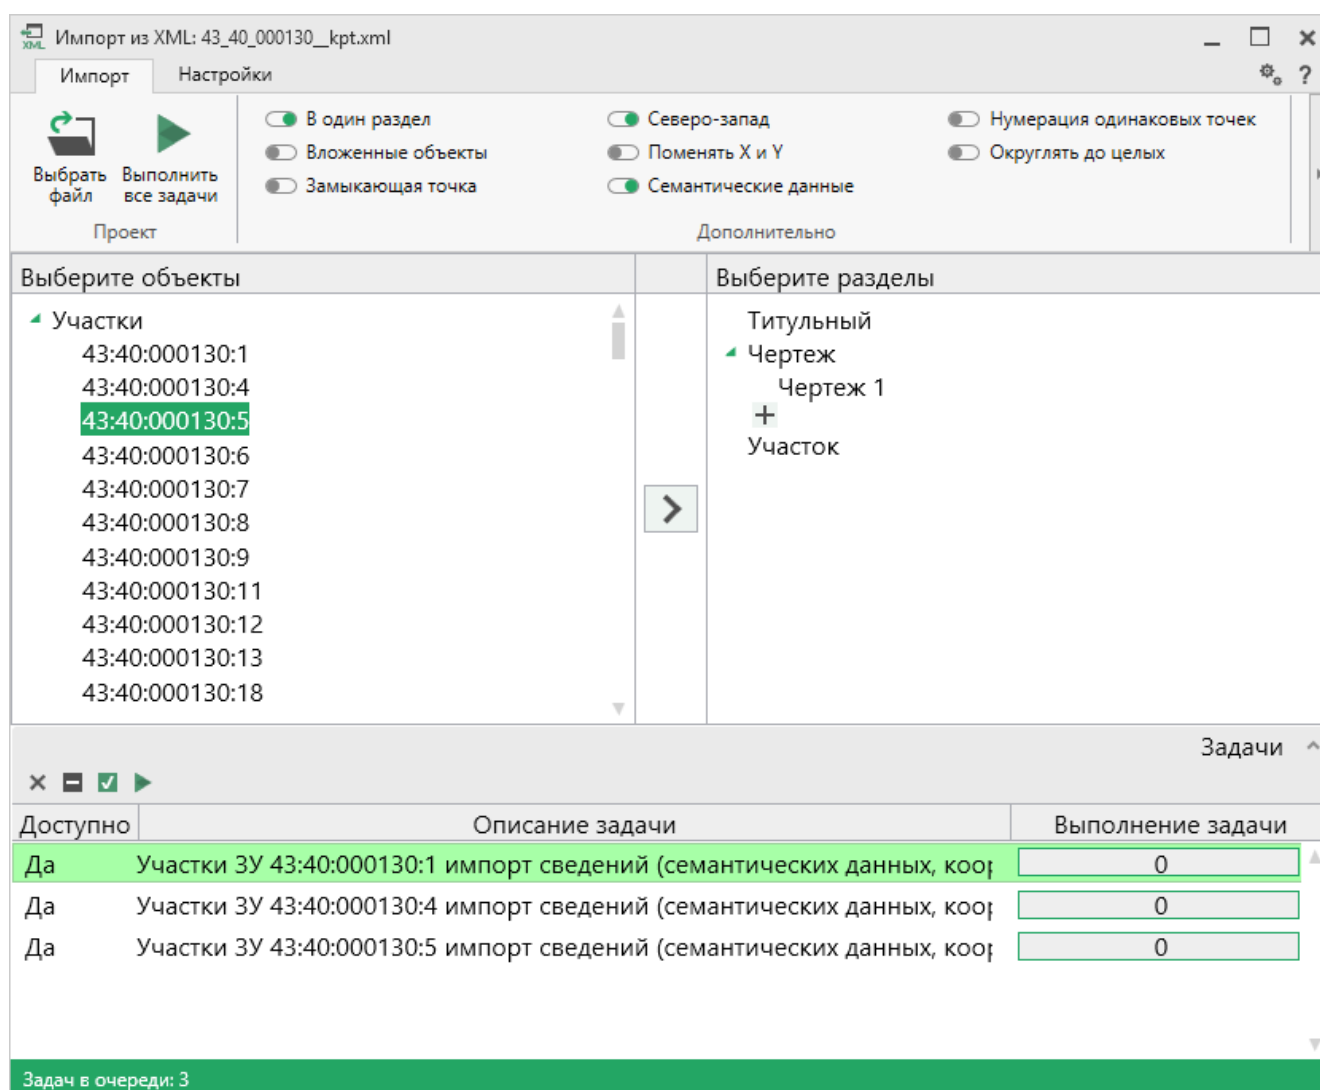 XML
Импорт из XML: 43_40_000130__kpt.xml
Импорт
Настройки
?
Выбрать файл
Выполнить все задачи
Проект
В один раздел
Вложенные объекты
Замыкающая точка
Северо-запад
Поменять X и Y
Семантические данные
Нумерация одинаковых точек
Округлять до целых
Дополнительно
Выберите объекты
Участки
43:40:000130:1
43:40:000130:4
43:40:000130:5
43:40:000130:6
43:40:000130:7
43:40:000130:8
43:40:000130:9
43:40:000130:11
43:40:000130:12
43:40:000130:13
43:40:000130:18
Выберите разделы
Титульный
Чертеж
Чертеж 1
Участок
Задачи
Доступно Описание задачи Выполнение задачи
Да Участки ЗУ 43:40:000130:1 импорт сведений (семантических данных, коор 0
Да Участки ЗУ 43:40:000130:4 импорт сведений (семантических данных, коор 0
Да Участки ЗУ 43:40:000130:5 импорт сведений (семантических данных, коор 0
Задач в очереди: 3